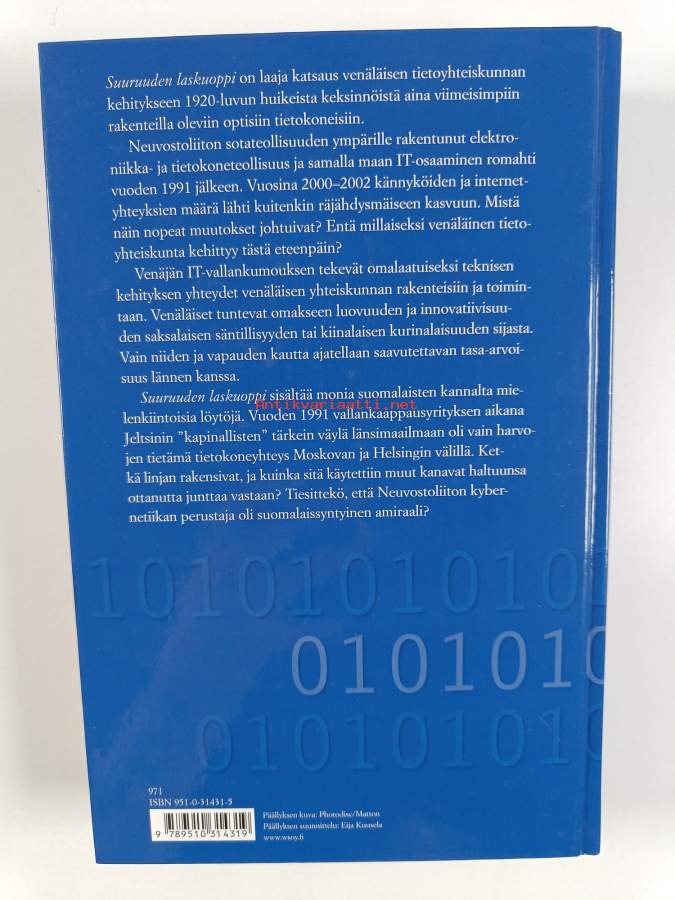 Suuruuden laskuoppi on laaja katsaus venäläisen tietoyhteiskunnan
kehitykseen 1920-luvun huikeista keksinnöistä aina viimeisimpiin
rakenteilla oleviin optisiin tietokoneisiin.
Neuvostoliiton sotateollisuuden ympärille rakentunut elektro-
niikka- ja tietokoneteollisuus ja samalla maan IT-osaaminen romahti
vuoden 1991 jälkeen. Vuosina 2000–2002 kännyköiden ja internet-
yhteyksien määrä lähti kuitenkin räjähdysmäiseen kasvuun. Mistä
näin nopeat muutokset johtuivat? Entä millaiseksi venäläinen tieto-
yhteiskunta kehittyy tästä eteenpäin?
Venäjän IT-vallankumouksen tekevät omalaatuiseksi teknisen
kehityksen yhteydet venäläisen yhteiskunnan rakenteisiin ja toimin-
taan. Venäläiset tuntevat omakseen luovuuden ja innovatiivisuu-
den saksalaisen säntillisyyden tai kiinalaisen kurinalaisuuden sijasta.
Vain niiden ja vapauden kautta ajatellaan saavutettavan tasa-arvoi-
suus lännen kanssa.
Suuruuden laskuoppi sisältää monia suomalaisten kannalta mie-
Antikvariaatti.net
lenkiintoisia löytöjä. Vuoden 1991 vallankaappausyrityksen aikana
Jeltsinin ”kapinallisten” tärkein väylä länsimaailmaan oli vain harvo-
jen tietämä tietokoneyhteys Moskovan ja Helsingin välillä. Ket-
kä linjan rakensivat, ja kuinka sitä käytettiin muut kanavat haltuunsa
ottanutta junttaa vastaan? Tiesittekö, että Neuvostoliiton kyber-
netiikan perustaja oli suomalaissyntyinen amiraali?
10101010101010
0101010
0101010101010
971
ISBN 951-0-31431-5
9 789510 314319
Päällyksen kuva: Photodisc/Matton
Päällyksen suunnittelu: Eija Kuusela
www.wsoy.fi